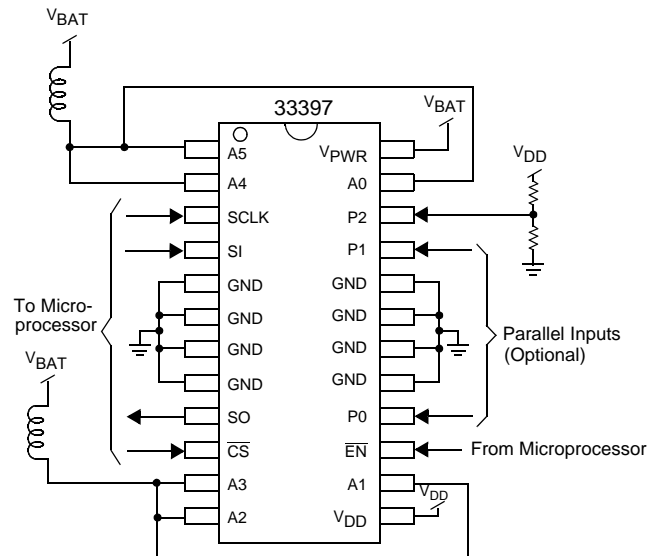 VBAT
33397
VBAT
VDD
A5
VPWR
A4
A0
SCLK
P2
SI
P1
GND
GND
GND
GND
GND
GND
GND
GND
SO
P0
CS
EN
A3
A1
A2
VDD
VDD
To Micro-
processor
VBAT
Parallel Inputs
(Optional)
From Microprocessor